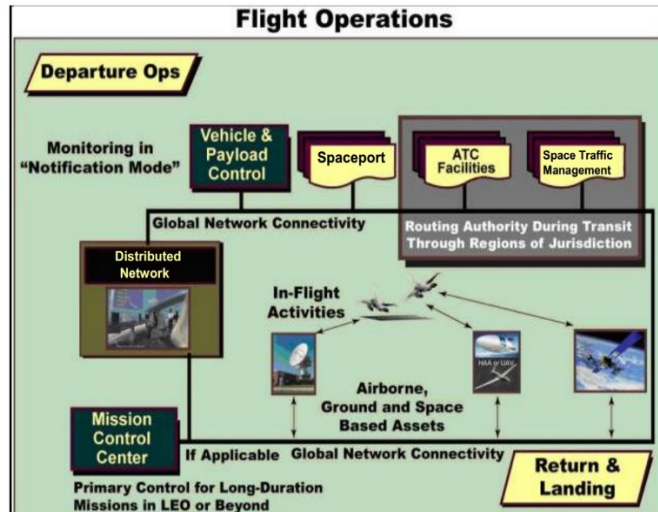 Flight Operations
Departure Ops
Monitoring in
"Notification Mode"
Vehicle &
Payload
Control
Spaceport
ATC
Facilities
Space Traffic
Management
Global Network Connectivity
Routing Authority During Transit
Through Regions of Jurisdiction
Distributed
Network
In-Flight
Activities
HAA or UAV
Airborne,
Ground and Space
Based Assets
Mission
Control
Center
If Applicable
Global Network Connectivity
Primary Control for Long-Duration
Missions in LEO or Beyond
Return &
Landing